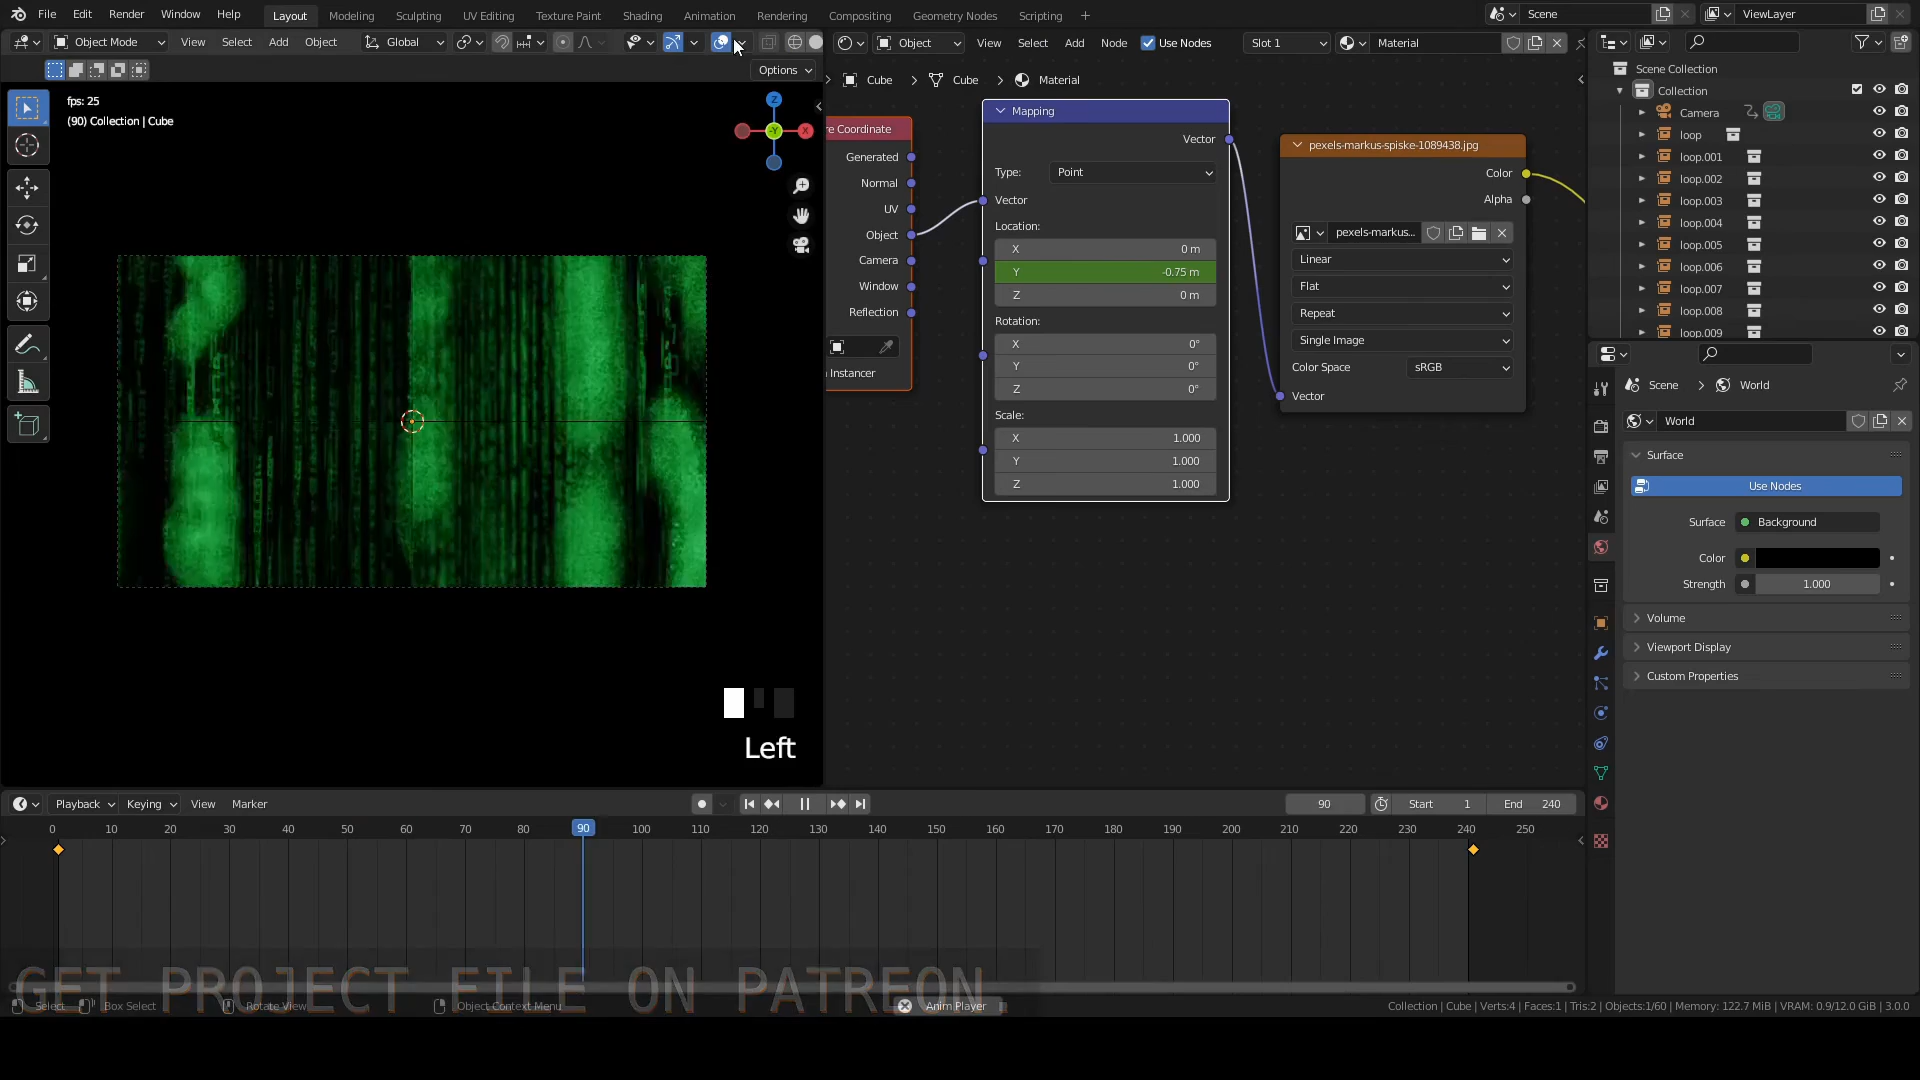 File Edit Render Window Help Layout Modeling Sculpting UV Editing Texture Paint Shading Animation Rendering Compositing Geometry Nodes Scripting + Scene ViewLayer
Object Mode View Select Add Object Global
Options
fps: 25
(90) Collection | Cube
Z
-Y
X
Left
Object View Select Add Node Use Nodes Slot 1 Material
Cube > Cube > Material
re Coordinate
Generated
Normal
UV
Object
Camera
Window
Reflection
Instancer
Mapping
Vector
Type: Point
Vector
Location:
X 0 m
Y -0.75 m
Z 0 m
Rotation:
X 0°
Y 0°
Z 0°
Scale:
X 1.000
Y 1.000
Z 1.000
pexels-markus-spiske-1089438.jpg
Color
Alpha
pexels-markus...
Linear
Flat
Repeat
Single Image
Color Space sRGB
Vector
Scene Collection
Collection
Camera
loop
loop.001
loop.002
loop.003
loop.004
loop.005
loop.006
loop.007
loop.008
loop.009
Scene > World
World
Surface
Use Nodes
Surface Background
Color
Strength 1.000
Volume
Viewport Display
Custom Properties
Playback Keying View Marker 90 Start 1 End 240
0 10 20 30 40 50 60 70 80 90 100 110 120 130 140 150 160 170 180 190 200 210 220 230 240 250
GET PROJECT FILE ON PATREON
Select Box Select Rotate View Object Context Menu Anim Player Collection | Cube | Verts:4 | Faces:1 | Tris:2 | Objects:1/60 | Memory: 122.7 MiB | VRAM: 0.9/12.0 GiB | 3.0.0